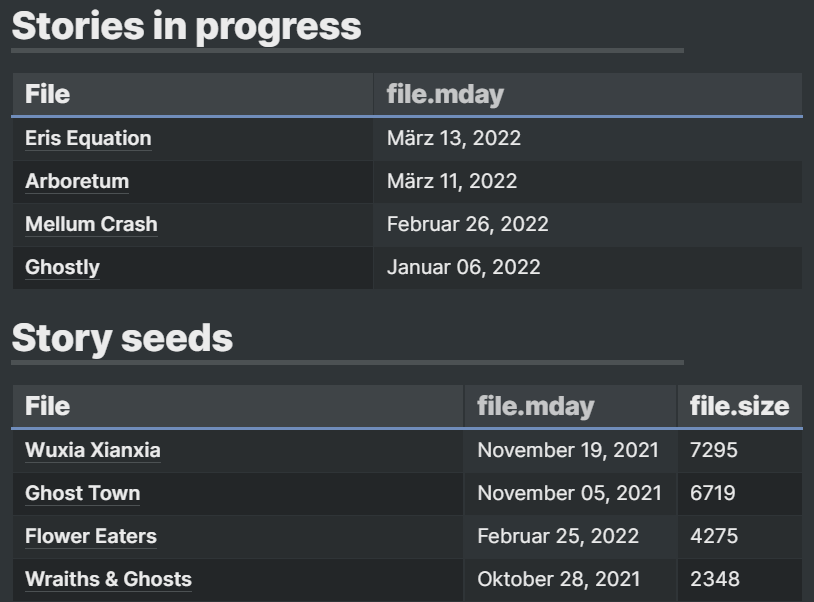 Stories in progress
File file.mday
Eris Equation März 13, 2022
Arboretum März 11, 2022
Mellum Crash Februar 26, 2022
Ghostly Januar 06, 2022
Story seeds
File file.mday file.size
Wuxia Xianxia November 19, 2021 7295
Ghost Town November 05, 2021 6719
Flower Eaters Februar 25, 2022 4275
Wraiths & Ghosts Oktober 28, 2021 2348